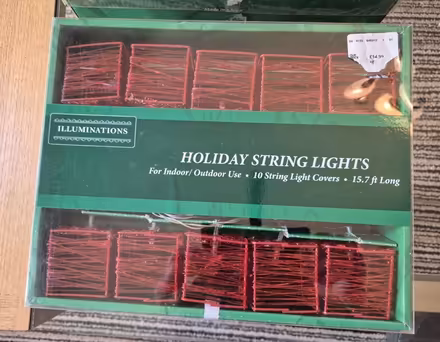 ILLUMINATIONS
HOLIDAY STRING LIGHTS
For Indoor/Outdoor Use • 10 String Light Covers • 15.7 ft Long